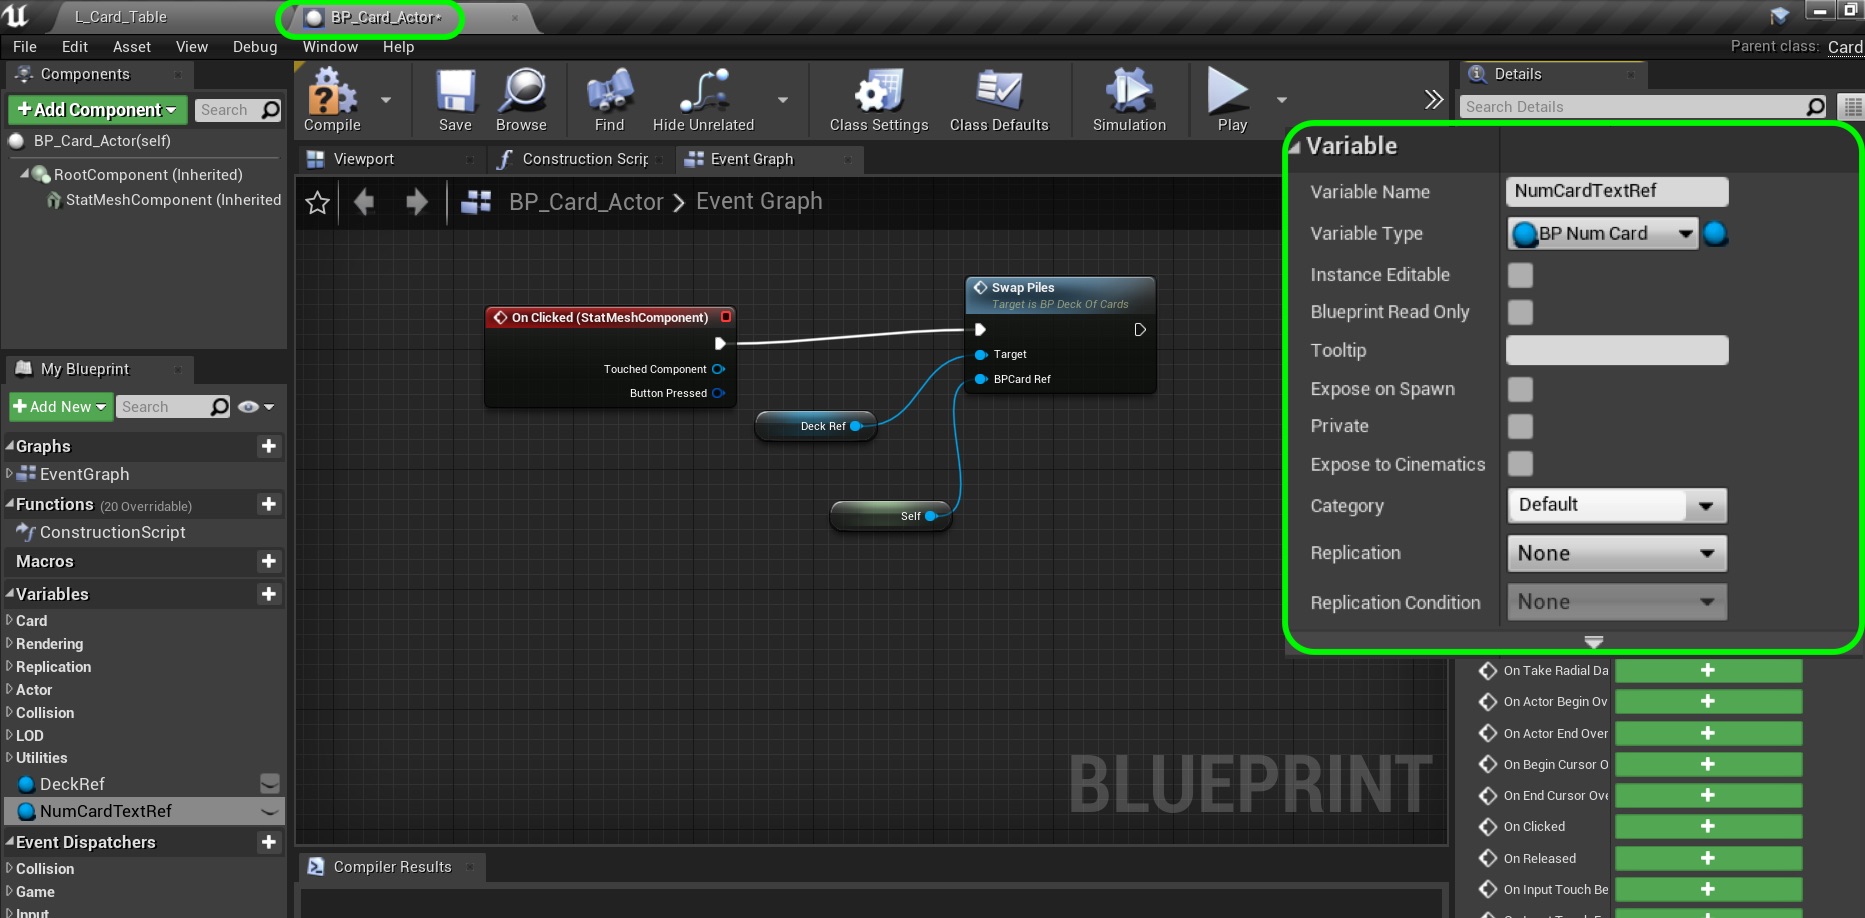 L_Card_Table
BP_Card_Actor*
File Edit Asset View Debug Window Help
Parent class: Card
Components
+Add Component
Search
BP_Card_Actor(self)
RootComponent (Inherited)
StatMeshComponent (Inherited
My Blueprint
+Add New
Search
Graphs
EventGraph
Functions (20 Overridable)
ConstructionScript
Macros
Variables
Card
Rendering
Replication
Actor
Collision
LOD
Utilities
DeckRef
NumCardTextRef
Event Dispatchers
Collision
Game
Input
Compile
Save
Browse
Find
Hide Unrelated
Class Settings
Class Defaults
Simulation
Play
Viewport
Construction Scrip
Event Graph
BP_Card_Actor > Event Graph
On Clicked (StatMeshComponent)
Touched Component
Button Pressed
Swap Piles
Target is BP Deck Of Cards
Target
BPCard Ref
Deck Ref
Self
BLUEPRINT
Compiler Results
Details
Search Details
Variable
Variable Name NumCardTextRef
Variable Type BP Num Card
Instance Editable
Blueprint Read Only
Tooltip
Expose on Spawn
Private
Expose to Cinematics
Category Default
Replication None
Replication Condition None
On Take Radial Da
On Actor Begin Ov
On Actor End Over
On Begin Cursor O
On End Cursor Ove
On Clicked
On Released
On Input Touch Be